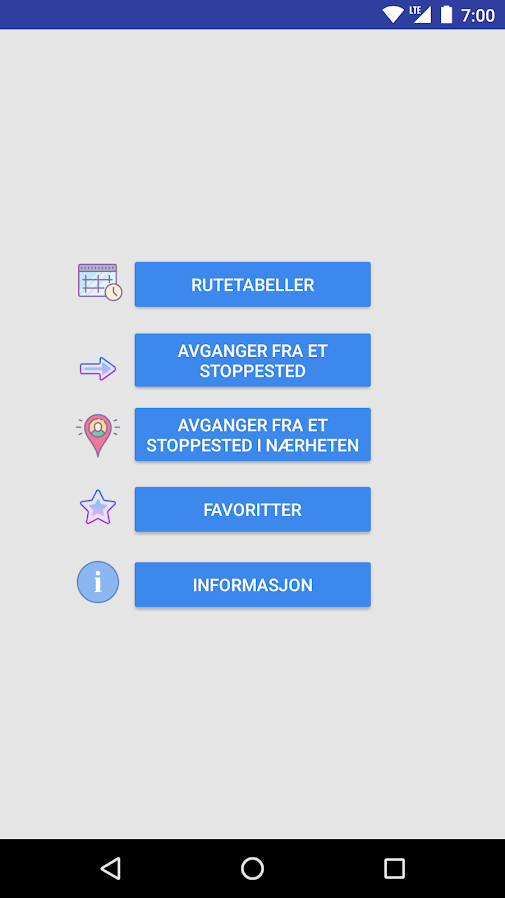 LTE 7:00
RUTETABELLER
AVGANGER FRA ET
STOPPESTED
AVGANGER FRA ET
STOPPESTED I NÆRHETEN
FAVORITTER
i
INFORMASJON